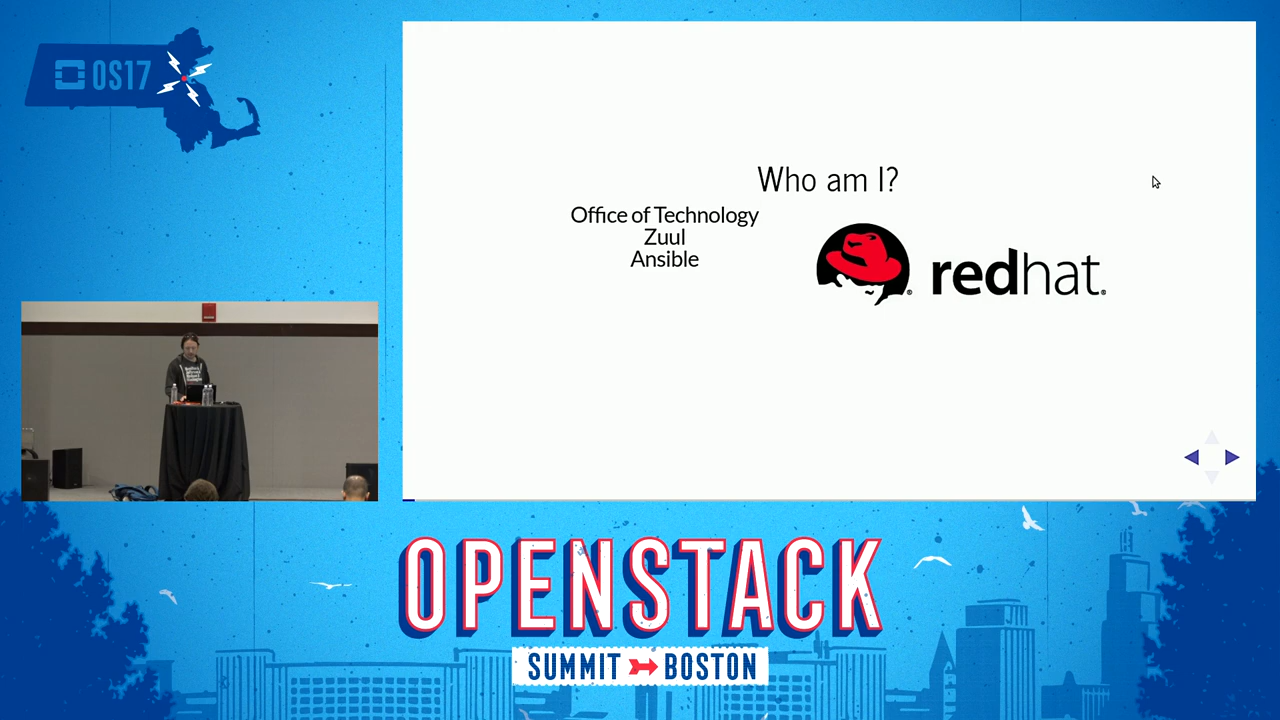 OS17
Who am I?
Office of Technology
Zuul
Ansible
redhat.
OPENSTACK
SUMMIT BOSTON